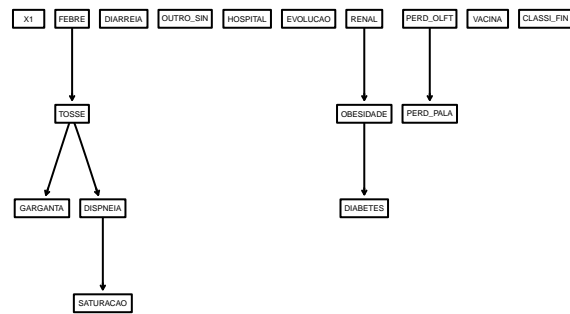 X1 FEBRE DIARREIA OUTRO_SIN HOSPITAL EVOLUCAO RENAL PERD_OLFT VACINA CLASSI_FIN
TOSSE OBESIDADE PERD_PALA
GARGANTA DISPNEIA DIABETES
SATURACAO